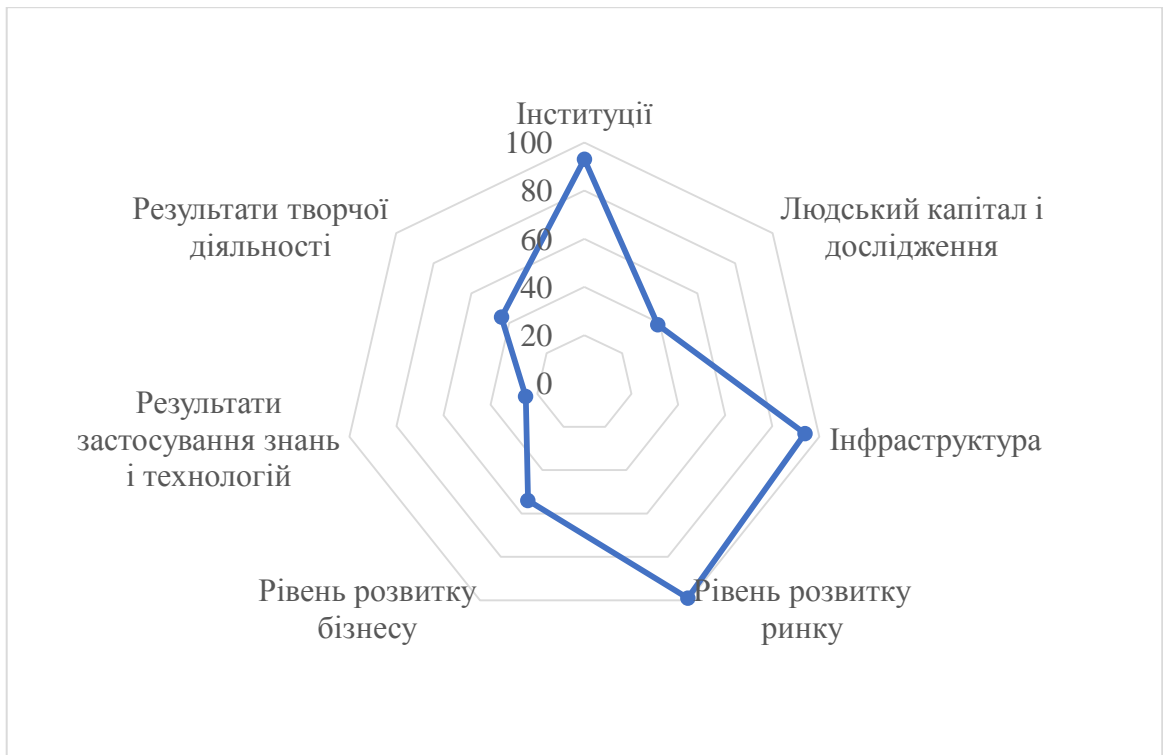 Інституції
100
80
60
40
20
0
Людський капітал і
дослідження
Інфраструктура
Рівень розвитку
ринку
Рівень розвитку
бізнесу
Результати
застосування знань
і технологій
Результати творчої
діяльності